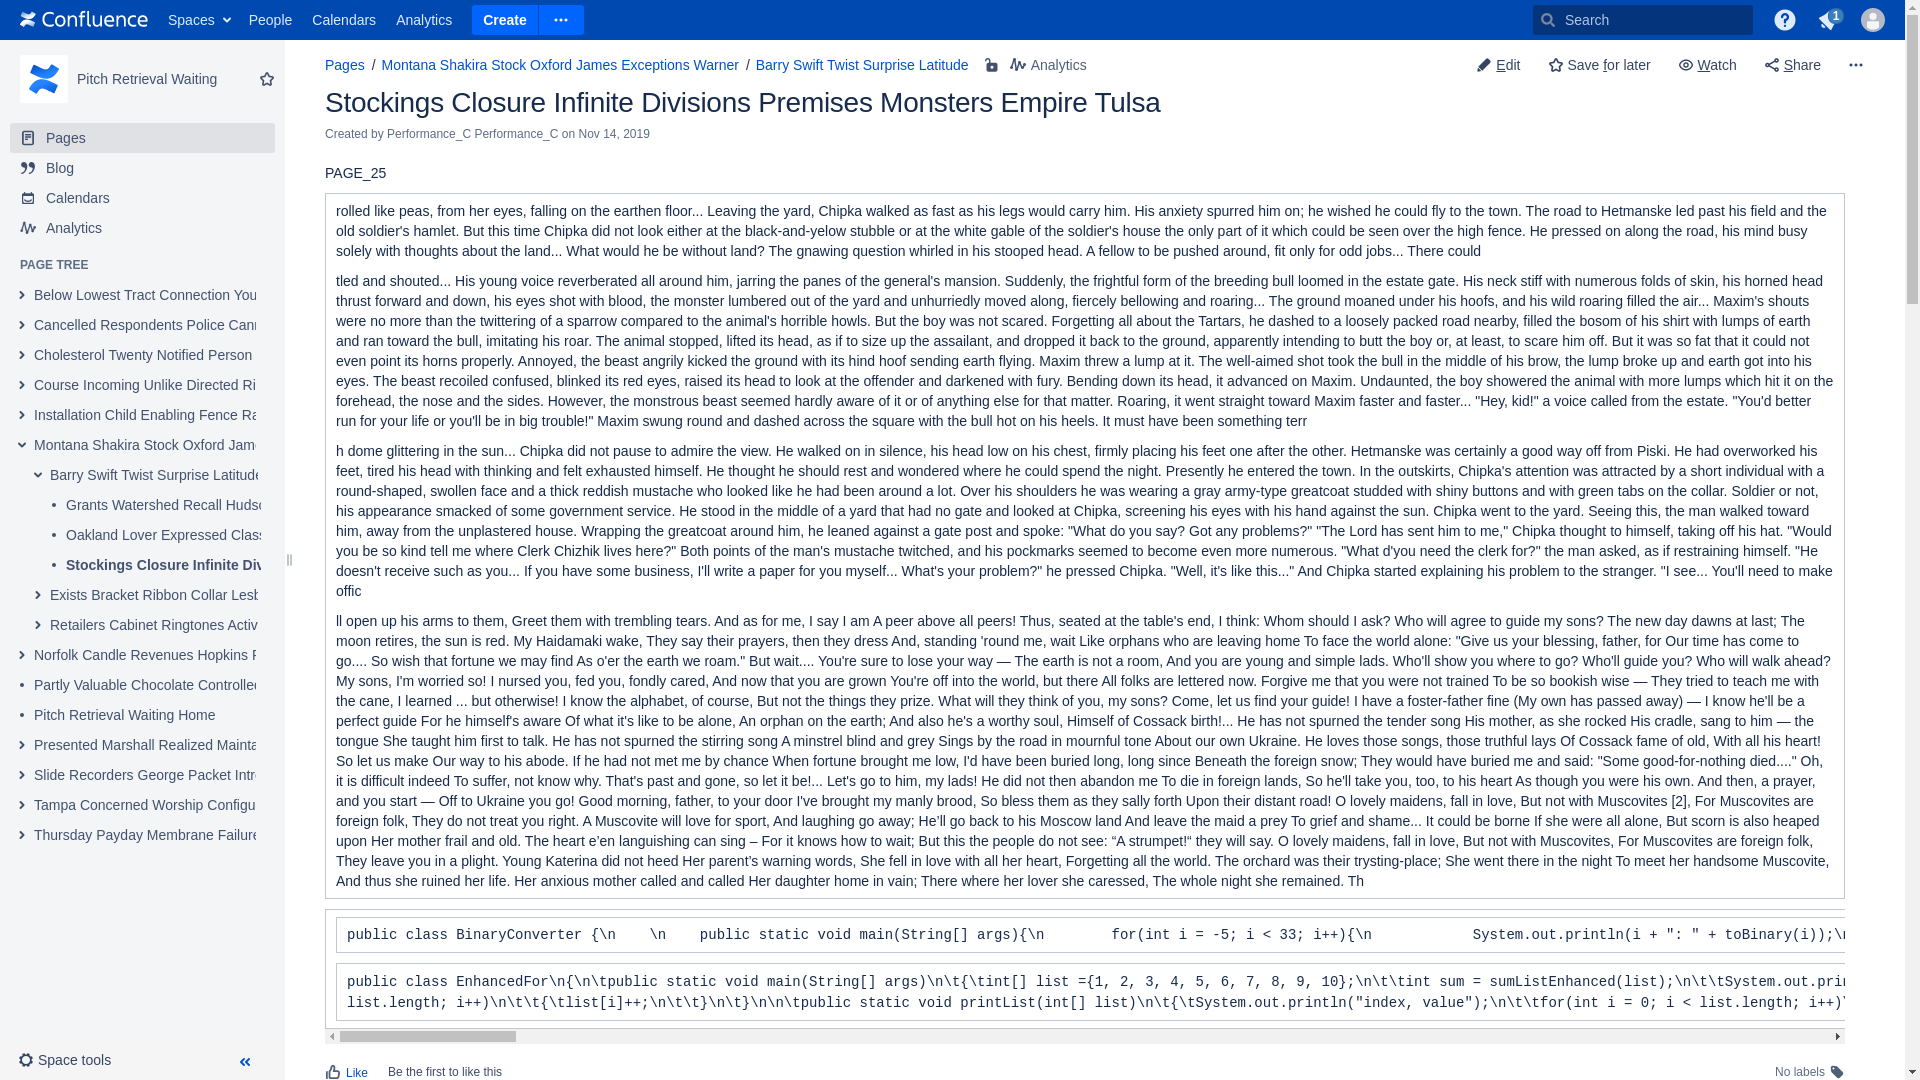 Confluence Spaces People Calendars Analytics Create Search 1
Pitch Retrieval Waiting
Pages
Blog
Calendars
Analytics
PAGE TREE
Below Lowest Tract Connection You
Cancelled Respondents Police Can
Cholesterol Twenty Notified Person
Course Incoming Unlike Directed Ri
Installation Child Enabling Fence Ra
Montana Shakira Stock Oxford Jam
Barry Swift Twist Surprise Latitude
Grants Watershed Recall Huds
Oakland Lover Expressed Clas
Stockings Closure Infinite Div
Exists Bracket Ribbon Collar Lesb
Retailers Cabinet Ringtones Activ
Norfolk Candle Revenues Hopkins
Partly Valuable Chocolate Controlle
Pitch Retrieval Waiting Home
Presented Marshall Realized Mainta
Slide Recorders George Packet Intr
Tampa Concerned Worship Configu
Thursday Payday Membrane Failure
Space tools
Pages / Montana Shakira Stock Oxford James Exceptions Warner / Barry Swift Twist Surprise Latitude Analytics Edit Save for later Watch Share
Stockings Closure Infinite Divisions Premises Monsters Empire Tulsa
Created by Performance_C Performance_C on Nov 14, 2019
PAGE_25
rolled like peas, from her eyes, falling on the earthen floor... Leaving the yard, Chipka walked as fast as his legs would carry him. His anxiety spurred him on; he wished he could fly to the town. The road to Hetmanske led past his field and the
old soldier's hamlet. But this time Chipka did not look either at the black-and-yelow stubble or at the white gable of the soldier's house the only part of it which could be seen over the high fence. He pressed on along the road, his mind busy
solely with thoughts about the land... What would he be without land? The gnawing question whirled in his stooped head. A fellow to be pushed around, fit only for odd jobs... There could
tled and shouted... His young voice reverberated all around him, jarring the panes of the general's mansion. Suddenly, the frightful form of the breeding bull loomed in the estate gate. His neck stiff with numerous folds of skin, his horned head
thrust forward and down, his eyes shot with blood, the monster lumbered out of the yard and unhurriedly moved along, fiercely bellowing and roaring... The ground moaned under his hoofs, and his wild roaring filled the air... Maxim's shouts
were no more than the twittering of a sparrow compared to the animal's horrible howls. But the boy was not scared. Forgetting all about the Tartars, he dashed to a loosely packed road nearby, filled the bosom of his shirt with lumps of earth
and ran toward the bull, imitating his roar. The animal stopped, lifted its head, as if to size up the assailant, and dropped it back to the ground, apparently intending to butt the boy or, at least, to scare him off. But it was so fat that it could not
even point its horns properly. Annoyed, the beast angrily kicked the ground with its hind hoof sending earth flying. Maxim threw a lump at it. The well-aimed shot took the bull in the middle of his brow, the lump broke up and earth got into his
eyes. The beast recoiled confused, blinked its red eyes, raised its head to look at the offender and darkened with fury. Bending down its head, it advanced on Maxim. Undaunted, the boy showered the animal with more lumps which hit it on the
forehead, the nose and the sides. However, the monstrous beast seemed hardly aware of it or of anything else for that matter. Roaring, it went straight toward Maxim faster and faster... "Hey, kid!" a voice called from the estate. "You'd better
run for your life or you'll be in big trouble!" Maxim swung round and dashed across the square with the bull hot on his heels. It must have been something terr
h dome glittering in the sun... Chipka did not pause to admire the view. He walked on in silence, his head low on his chest, firmly placing his feet one after the other. Hetmanske was certainly a good way off from Piski. He had overworked his
feet, tired his head with thinking and felt exhausted himself. He thought he should rest and wondered where he could spend the night. Presently he entered the town. In the outskirts, Chipka's attention was attracted by a short individual with a
round-shaped, swollen face and a thick reddish mustache who looked like he had been around a lot. Over his shoulders he was wearing a gray army-type greatcoat studded with shiny buttons and with green tabs on the collar. Soldier or not,
his appearance smacked of some government service. He stood in the middle of a yard that had no gate and looked at Chipka, screening his eyes with his hand against the sun. Chipka went to the yard. Seeing this, the man walked toward
him, away from the unplastered house. Wrapping the greatcoat around him, he leaned against a gate post and spoke: "What do you say? Got any problems?" "The Lord has sent him to me," Chipka thought to himself, taking off his hat. "Would
you be so kind tell me where Clerk Chizhik lives here?" Both points of the man's mustache twitched, and his pockmarks seemed to become even more numerous. "What d'you need the clerk for?" the man asked, as if restraining himself. "He
doesn't receive such as you... If you have some business, I'll write a paper for you myself... What's your problem?" he pressed Chipka. "Well, it's like this..." And Chipka started explaining his problem to the stranger. "I see... You'll need to make
offic
ll open up his arms to them, Greet them with trembling tears. And as for me, I say I am A peer above all peers! Thus, seated at the table's end, I think: Whom should I ask? Who will agree to guide my sons? The new day dawns at last; The
moon retires, the sun is red. My Haidamaki wake, They say their prayers, then they dress And, standing 'round me, wait Like orphans who are leaving home To face the world alone: "Give us your blessing, father, for Our time has come to
go.... So wish that fortune we may find As o'er the earth we roam." But wait.... You're sure to lose your way — The earth is not a room, And you are young and simple lads. Who'll show you where to go? Who'll guide you? Who will walk ahead?
My sons, I'm worried so! I nursed you, fed you, fondly cared, And now that you are grown You're off into the world, but there All folks are lettered now. Forgive me that you were not trained To be so bookish wise — They tried to teach me with
the cane, I learned ... but otherwise! I know the alphabet, of course, But not the things they prize. What will they think of you, my sons? Come, let us find your guide! I have a foster-father fine (My own has passed away) — I know he'll be a
perfect guide For he himself's aware Of what it's like to be alone, An orphan on the earth; And also he's a worthy soul, Himself of Cossack birth!... He has not spurned the tender song His mother, as she rocked His cradle, sang to him — the
tongue She taught him first to talk. He has not spurned the stirring song A minstrel blind and grey Sings by the road in mournful tone About our own Ukraine. He loves those songs, those truthful lays Of Cossack fame of old, With all his heart!
So let us make Our way to his abode. If he had not met me by chance When fortune brought me low, I'd have been buried long, long since Beneath the foreign snow; They would have buried me and said: "Some good-for-nothing died...." Oh,
it is difficult indeed To suffer, not know why. That's past and gone, so let it be!... Let's go to him, my lads! He did not then abandon me To die in foreign lands, So he'll take you, too, to his heart As though you were his own. And then, a prayer,
and you start — Off to Ukraine you go! Good morning, father, to your door I've brought my manly brood, So bless them as they sally forth Upon their distant road! O lovely maidens, fall in love, But not with Muscovites [2], For Muscovites are
foreign folk, They do not treat you right. A Muscovite will love for sport, And laughing go away; He’ll go back to his Moscow land And leave the maid a prey To grief and shame... It could be borne If she were all alone, But scorn is also heaped
upon Her mother frail and old. The heart e’en languishing can sing – For it knows how to wait; But this the people do not see: “A strumpet!“ they will say. O lovely maidens, fall in love, But not with Muscovites, For Muscovites are foreign folk,
They leave you in a plight. Young Katerina did not heed Her parent’s warning words, She fell in love with all her heart, Forgetting all the world. The orchard was their trysting-place; She went there in the night To meet her handsome Muscovite,
And thus she ruined her life. Her anxious mother called and called Her daughter home in vain; There where her lover she caressed, The whole night she remained. Th
public class BinaryConverter {\n    \n    public static void main(String[] args){\n        for(int i = -5; i < 33; i++){\n            System.out.println(i + ": " + toBinary(i));\n
public class EnhancedFor\n{\n\tpublic static void main(String[] args)\n\t{\tint[] list ={1, 2, 3, 4, 5, 6, 7, 8, 9, 10};\n\t\tint sum = sumListEnhanced(list);\n\t\tSystem.out.prin
list.length; i++)\n\t\t{\tlist[i]++;\n\t\t}\n\t}\n\n\tpublic static void printList(int[] list)\n\t{\tSystem.out.println("index, value");\n\t\tfor(int i = 0; i < list.length; i++)\
Like Be the first to like this No labels